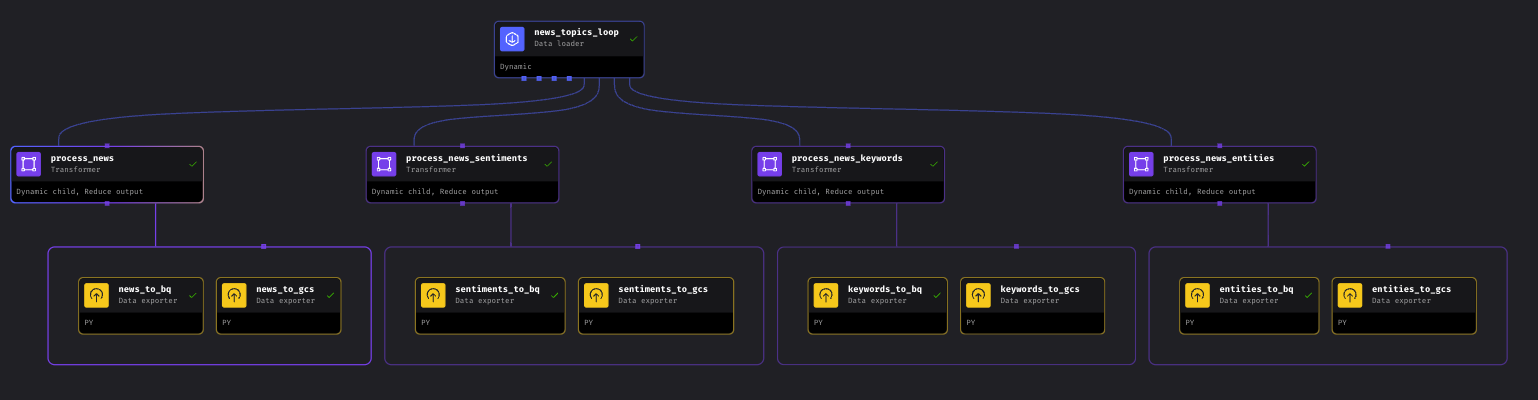 news_topics_loop
Data loader
Dynamic
process_news
Transformer
Dynamic child, Reduce output
process_news_sentiments
Transformer
Dynamic child, Reduce output
process_news_keywords
Transformer
Dynamic child, Reduce output
process_news_entities
Transformer
Dynamic child, Reduce output
news_to_bq
Data exporter
PY
news_to_gcs
Data exporter
PY
sentiments_to_bq
Data exporter
PY
sentiments_to_gcs
Data exporter
PY
keywords_to_bq
Data exporter
PY
keywords_to_gcs
Data exporter
PY
entities_to_bq
Data exporter
PY
entities_to_gcs
Data exporter
PY